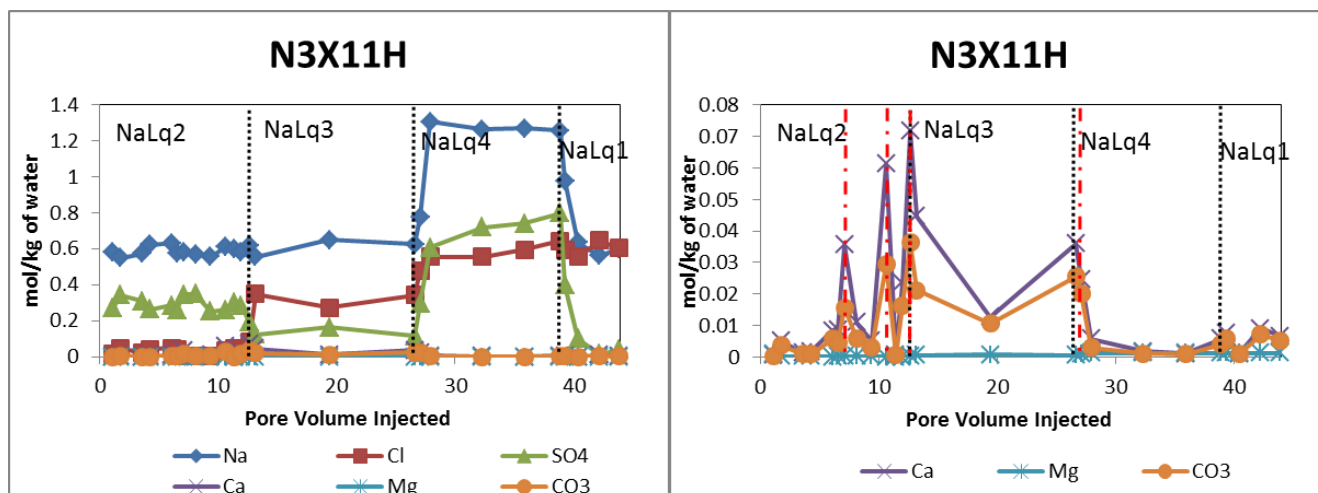 N3X11H
1.4
1.2
1
0.8
0.6
0.4
0.2
0
mol/kg of water
NaLq2
NaLq3
NaLq4
NaLq1
0 10 20 30 40
Pore Volume Injected
Na Cl SO4
Ca Mg CO3
N3X11H
0.08
0.07
0.06
0.05
0.04
0.03
0.02
0.01
0
mol/kg of water
NaLq2
NaLq3
NaLq4
NaLq1
0 10 20 30 40
Pore Volume Injected
Ca Mg CO3